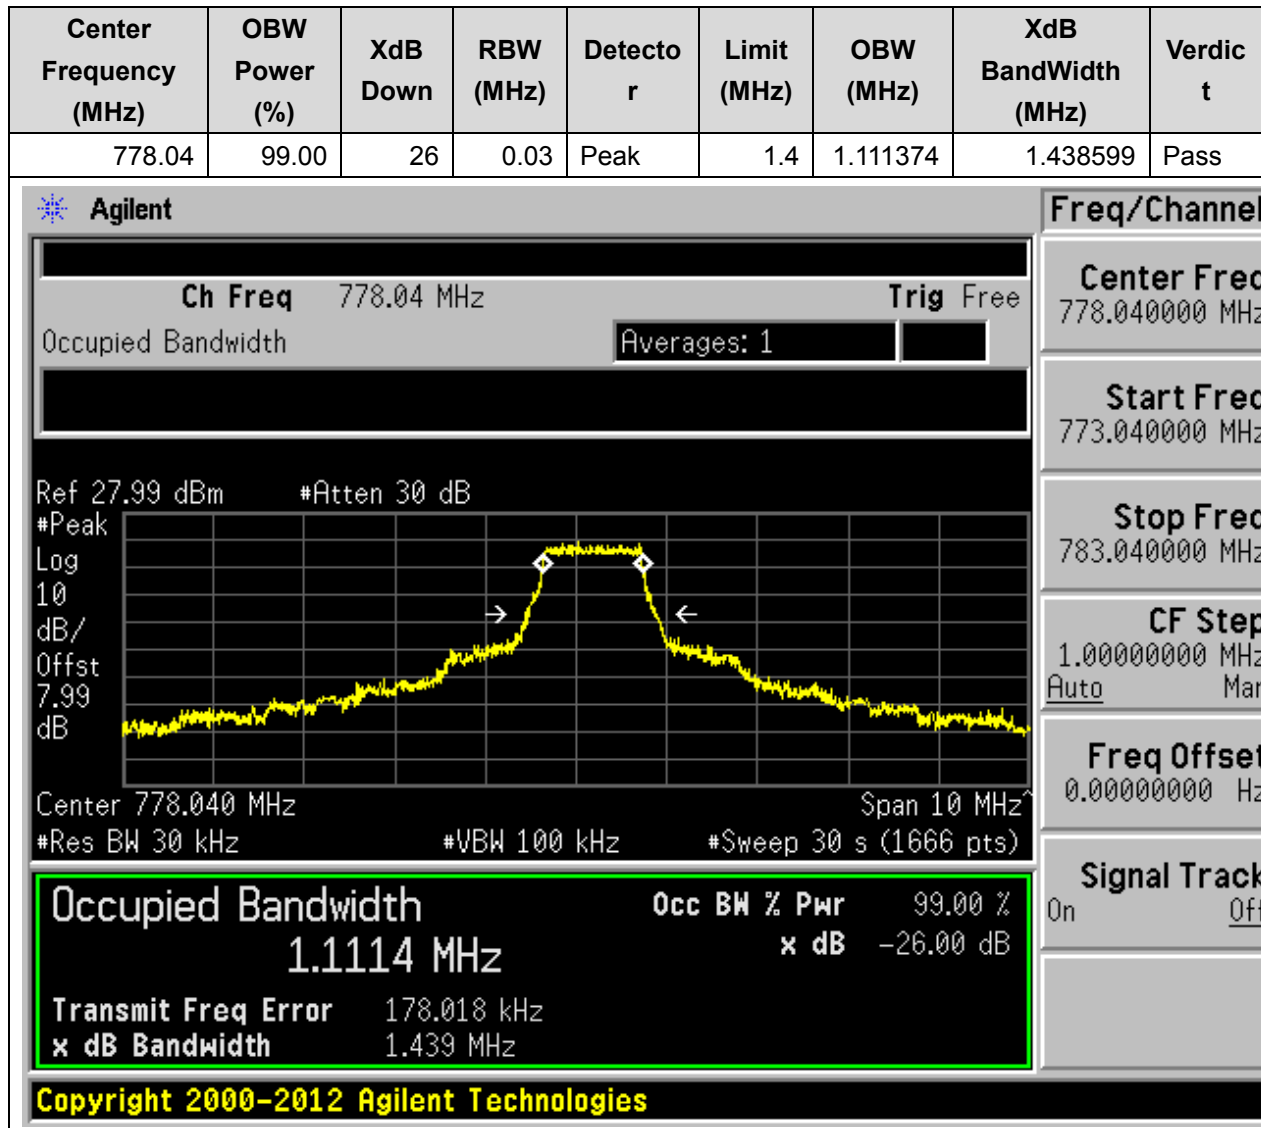 Center Frequency (MHz) OBW Power (%) XdB Down RBW (MHz) Detector Limit (MHz) OBW (MHz) XdB BandWidth (MHz) Verdict
778.04 99.00 26 0.03 Peak 1.4 1.111374 1.438599 Pass
Agilent
Ch Freq 778.04 MHz Trig Free
Occupied Bandwidth Averages: 1
Ref 27.99 dBm #Atten 30 dB
#Peak
Log
10
dB/
Offst
7.99
dB
Center 778.040 MHz Span 10 MHz^
#Res BW 30 kHz #VBW 100 kHz #Sweep 30 s (1666 pts)
Occupied Bandwidth Occ BW % Pwr 99.00 %
1.1114 MHz x dB -26.00 dB
Transmit Freq Error 178.018 kHz
x dB Bandwidth 1.439 MHz
Copyright 2000-2012 Agilent Technologies
Freq/Channel
Center Freq
778.040000 MHz
Start Freq
773.040000 MHz
Stop Freq
783.040000 MHz
CF Step
1.00000000 MHz
Auto Man
Freq Offset
0.00000000 Hz
Signal Track
On Off